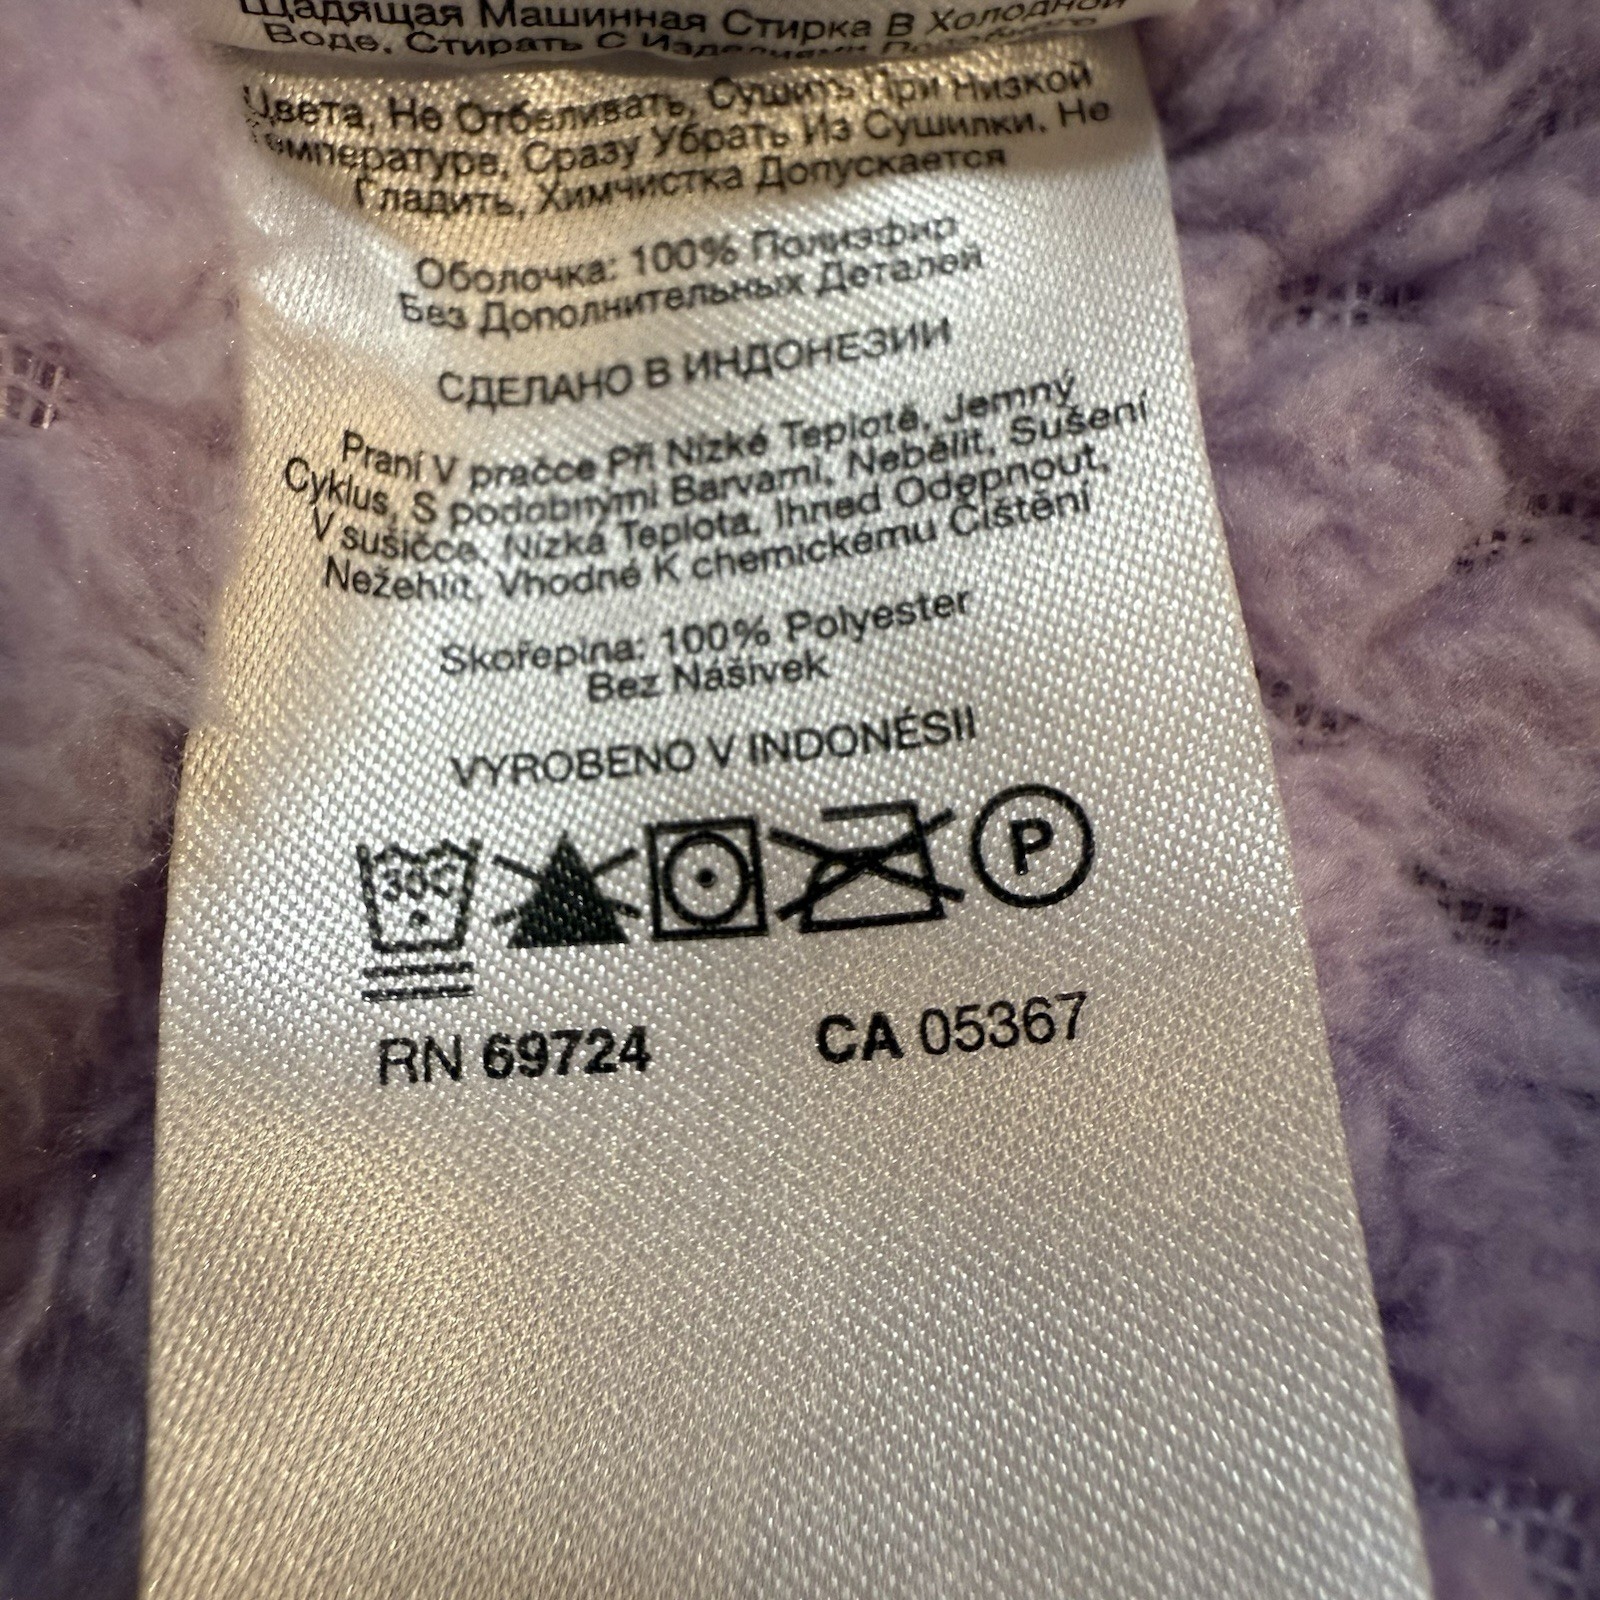 Щадящая Машинная Стирка В Холодной
Воде, Стирать С Изделиями Подобного
Цвета, Не Отбеливать, Сушить При Низкой
Температуре, Сразу Убрать Из Сушилки, Не
Гладить, Химчистка Допускается
Оболочка: 100% Полиэфир
Без Дополнительных Деталей
СДЕЛАНО В ИНДОНЕЗИИ
Praní V pračce Při Nízké Teplotě, Jemný
Cyklus, S podobnými Barvami, Nebělit, Sušení
V sušičce, Nízká Teplota, Ihned Odepnout,
Nežehlit, Vhodné K chemickému Čištění
Skořepina: 100% Polyester
Bez Nášivek
VYROBENO V INDONÉSII
30C P
RN 69724 CA 05367